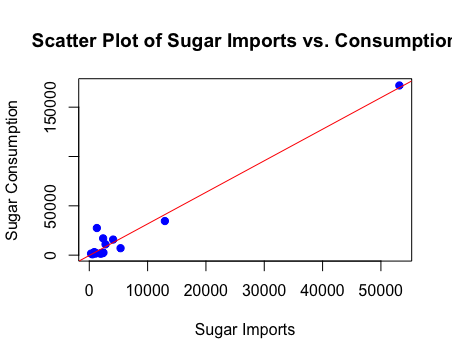 Scatter Plot of Sugar Imports vs. Consumption
Sugar Consumption
150000
50000
0
0 10000 20000 30000 40000 50000
Sugar Imports